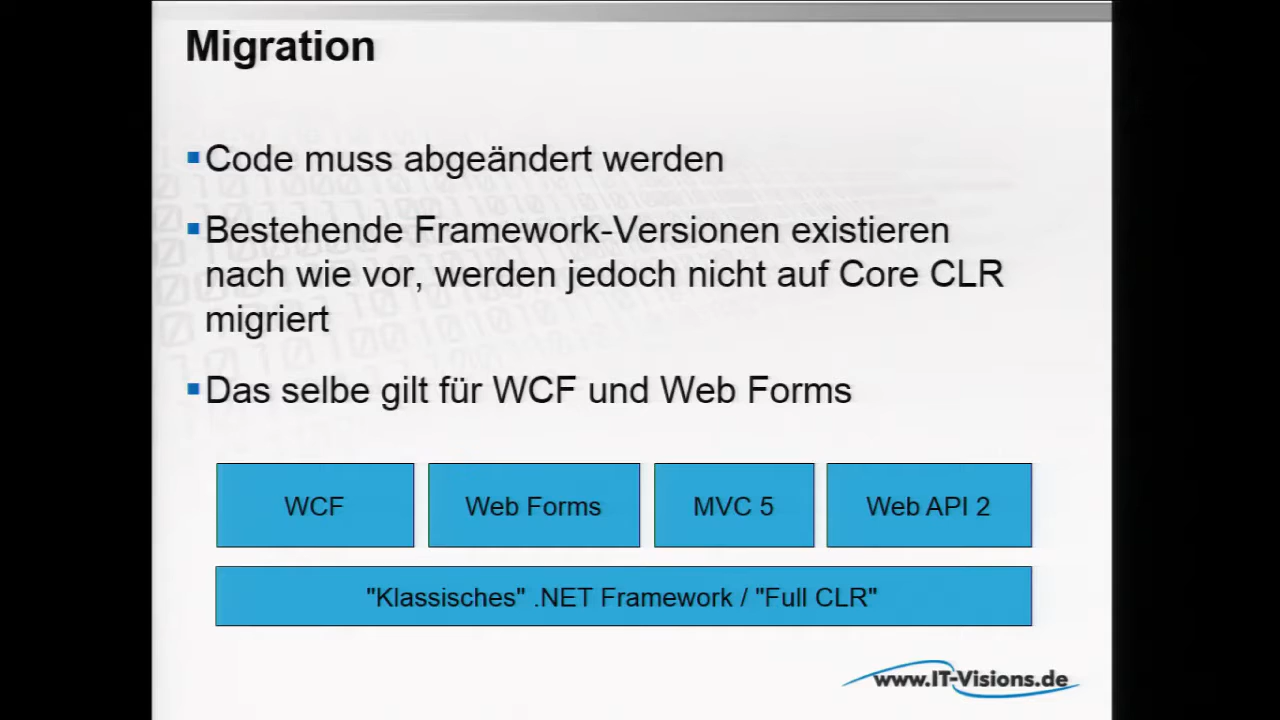 Migration
Code muss abgeändert werden
Bestehende Framework-Versionen existieren
nach wie vor, werden jedoch nicht auf Core CLR
migriert
Das selbe gilt für WCF und Web Forms
WCF
Web Forms
MVC 5
Web API 2
"Klassisches" .NET Framework / "Full CLR"
www.IT-Visions.de